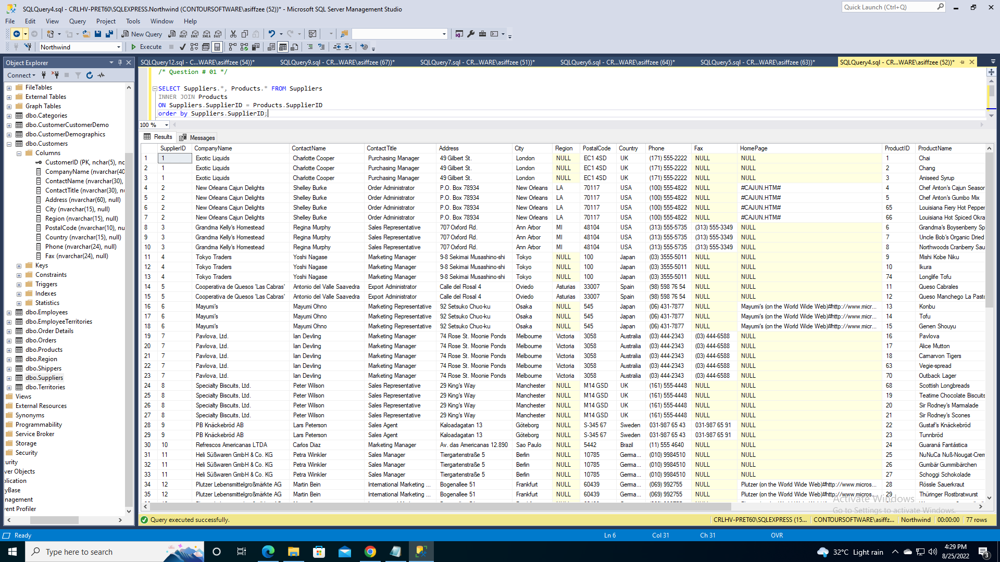 SQLQuery4.sql - CRLHV-PRET60\SQLEXPRESS.Northwind (CONTOURSOFTWARE\asiffzee (52))* - Microsoft SQL Server Management Studio
Quick Launch (Ctrl+Q)
File Edit View Query Project Tools Window Help
New Query MDX DMX XMLA DAX
Northwind Execute
Object Explorer
Connect
FileTables
External Tables
Graph Tables
dbo.Categories
dbo.CustomerCustomerDemo
dbo.CustomerDemographics
dbo.Customers
Columns
CustomerID (PK, nchar(5), nc
CompanyName (nvarchar(40
ContactName (nvarchar(30),
ContactTitle (nvarchar(30), nu
Address (nvarchar(60), null)
City (nvarchar(15), null)
Region (nvarchar(15), null)
PostalCode (nvarchar(10), nu
Country (nvarchar(15), null)
Phone (nvarchar(24), null)
Fax (nvarchar(24), null)
Keys
Constraints
Triggers
Indexes
Statistics
dbo.Employees
dbo.EmployeeTerritories
dbo.Order Details
dbo.Orders
dbo.Products
dbo.Region
dbo.Shippers
dbo.Suppliers
dbo.Territories
Views
External Resources
Synonyms
Programmability
Service Broker
Storage
Security
urity
ver Objects
lication
yBase
nagement
vent Profiler
SQLQuery12.sql - CR...WARE\asiffzee (54))* SQLQuery9.sql - CR...WARE\asiffzee (67))* SQLQuery7.sql - CR...WARE\asiffzee (51))* SQLQuery6.sql - CR...WARE\asiffzee (64))* SQLQuery5.sql - CR...WARE\asiffzee (63))* SQLQuery4.sql - CR...WARE\asiffzee (52))*
/* Question # 01 */
SELECT Suppliers.*, Products.* FROM Suppliers
INNER JOIN Products
ON Suppliers.SupplierID = Products.SupplierID
order by Suppliers.SupplierID;
100 %
Results Messages
SupplierID CompanyName ContactName ContactTitle Address City Region PostalCode Country Phone Fax HomePage ProductID ProductName
1 1 Exotic Liquids Charlotte Cooper Purchasing Manager 49 Gilbert St. London NULL EC1 4SD UK (171) 555-2222 NULL NULL 1 Chai
2 1 Exotic Liquids Charlotte Cooper Purchasing Manager 49 Gilbert St. London NULL EC1 4SD UK (171) 555-2222 NULL NULL 2 Chang
3 1 Exotic Liquids Charlotte Cooper Purchasing Manager 49 Gilbert St. London NULL EC1 4SD UK (171) 555-2222 NULL NULL 3 Aniseed Syrup
4 2 New Orleans Cajun Delights Shelley Burke Order Administrator P.O. Box 78934 New Orleans LA 70117 USA (100) 555-4822 NULL #CAJUN.HTM# 4 Chef Anton's Cajun Season
5 2 New Orleans Cajun Delights Shelley Burke Order Administrator P.O. Box 78934 New Orleans LA 70117 USA (100) 555-4822 NULL #CAJUN.HTM# 5 Chef Anton's Gumbo Mix
6 2 New Orleans Cajun Delights Shelley Burke Order Administrator P.O. Box 78934 New Orleans LA 70117 USA (100) 555-4822 NULL #CAJUN.HTM# 65 Louisiana Fiery Hot Pepper
7 2 New Orleans Cajun Delights Shelley Burke Order Administrator P.O. Box 78934 New Orleans LA 70117 USA (100) 555-4822 NULL #CAJUN.HTM# 66 Louisiana Hot Spiced Okra
8 3 Grandma Kelly's Homestead Regina Murphy Sales Representative 707 Oxford Rd. Ann Arbor MI 48104 USA (313) 555-5735 (313) 555-3349 NULL 6 Grandma's Boysenberry Sp
9 3 Grandma Kelly's Homestead Regina Murphy Sales Representative 707 Oxford Rd. Ann Arbor MI 48104 USA (313) 555-5735 (313) 555-3349 NULL 7 Uncle Bob's Organic Dried
10 3 Grandma Kelly's Homestead Regina Murphy Sales Representative 707 Oxford Rd. Ann Arbor MI 48104 USA (313) 555-5735 (313) 555-3349 NULL 8 Northwoods Cranberry Sau
11 4 Tokyo Traders Yoshi Nagase Marketing Manager 9-8 Sekimai Musashino-shi Tokyo NULL 100 Japan (03) 3555-5011 NULL NULL 9 Mishi Kobe Niku
12 4 Tokyo Traders Yoshi Nagase Marketing Manager 9-8 Sekimai Musashino-shi Tokyo NULL 100 Japan (03) 3555-5011 NULL NULL 10 Ikura
13 4 Tokyo Traders Yoshi Nagase Marketing Manager 9-8 Sekimai Musashino-shi Tokyo NULL 100 Japan (03) 3555-5011 NULL NULL 74 Longlife Tofu
14 5 Cooperativa de Quesos 'Las Cabras' Antonio del Valle Saavedra Export Administrator Calle del Rosal 4 Oviedo Asturias 33007 Spain (98) 598 76 54 NULL NULL 11 Queso Cabrales
15 5 Cooperativa de Quesos 'Las Cabras' Antonio del Valle Saavedra Export Administrator Calle del Rosal 4 Oviedo Asturias 33007 Spain (98) 598 76 54 NULL NULL 12 Queso Manchego La Pasto
16 6 Mayumi's Mayumi Ohno Marketing Representative 92 Setsuko Chuo-ku Osaka NULL 545 Japan (06) 431-7877 NULL Mayumi's (on the World Wide Web)#http://www.micr... 13 Konbu
17 6 Mayumi's Mayumi Ohno Marketing Representative 92 Setsuko Chuo-ku Osaka NULL 545 Japan (06) 431-7877 NULL Mayumi's (on the World Wide Web)#http://www.micr... 14 Tofu
18 6 Mayumi's Mayumi Ohno Marketing Representative 92 Setsuko Chuo-ku Osaka NULL 545 Japan (06) 431-7877 NULL Mayumi's (on the World Wide Web)#http://www.micr... 15 Genen Shouyu
19 7 Pavlova, Ltd. Ian Devling Marketing Manager 74 Rose St. Moonie Ponds Melbourne Victoria 3058 Australia (03) 444-2343 (03) 444-6588 NULL 16 Pavlova
20 7 Pavlova, Ltd. Ian Devling Marketing Manager 74 Rose St. Moonie Ponds Melbourne Victoria 3058 Australia (03) 444-2343 (03) 444-6588 NULL 17 Alice Mutton
21 7 Pavlova, Ltd. Ian Devling Marketing Manager 74 Rose St. Moonie Ponds Melbourne Victoria 3058 Australia (03) 444-2343 (03) 444-6588 NULL 18 Carnarvon Tigers
22 7 Pavlova, Ltd. Ian Devling Marketing Manager 74 Rose St. Moonie Ponds Melbourne Victoria 3058 Australia (03) 444-2343 (03) 444-6588 NULL 63 Vegie-spread
23 7 Pavlova, Ltd. Ian Devling Marketing Manager 74 Rose St. Moonie Ponds Melbourne Victoria 3058 Australia (03) 444-2343 (03) 444-6588 NULL 70 Outback Lager
24 8 Specialty Biscuits, Ltd. Peter Wilson Sales Representative 29 King's Way Manchester NULL M14 GSD UK (161) 555-4448 NULL NULL 68 Scottish Longbreads
25 8 Specialty Biscuits, Ltd. Peter Wilson Sales Representative 29 King's Way Manchester NULL M14 GSD UK (161) 555-4448 NULL NULL 19 Teatime Chocolate Biscuits
26 8 Specialty Biscuits, Ltd. Peter Wilson Sales Representative 29 King's Way Manchester NULL M14 GSD UK (161) 555-4448 NULL NULL 20 Sir Rodney's Marmalade
27 8 Specialty Biscuits, Ltd. Peter Wilson Sales Representative 29 King's Way Manchester NULL M14 GSD UK (161) 555-4448 NULL NULL 21 Sir Rodney's Scones
28 9 PB Knäckebröd AB Lars Peterson Sales Agent Kaloadagatan 13 Göteborg NULL S-345 67 Sweden 031-987 65 43 031-987 65 91 NULL 22 Gustaf's Knäckebröd
29 9 PB Knäckebröd AB Lars Peterson Sales Agent Kaloadagatan 13 Göteborg NULL S-345 67 Sweden 031-987 65 43 031-987 65 91 NULL 23 Tunnbröd
30 10 Refrescos Americanas LTDA Carlos Diaz Marketing Manager Av. das Americanas 12.890 Sao Paulo NULL 5442 Brazil (11) 555 4640 NULL NULL 24 Guaraná Fantástica
31 11 Heli Süßwaren GmbH & Co. KG Petra Winkler Sales Manager Tiergartenstraße 5 Berlin NULL 10785 Germa... (010) 9984510 NULL NULL 25 NuNuCa Nuß-Nougat-Crem
32 11 Heli Süßwaren GmbH & Co. KG Petra Winkler Sales Manager Tiergartenstraße 5 Berlin NULL 10785 Germa... (010) 9984510 NULL NULL 26 Gumbär Gummibärchen
33 11 Heli Süßwaren GmbH & Co. KG Petra Winkler Sales Manager Tiergartenstraße 5 Berlin NULL 10785 Germa... (010) 9984510 NULL NULL 27 Schoggi Schokolade
34 12 Plutzer Lebensmittelgroßmärkte AG Martin Bein International Marketing ... Bogenallee 51 Frankfurt NULL 60439 Germa... (069) 992755 NULL Plutzer (on the World Wide Web)#http://www.micros... 28 Rössle Sauerkraut
35 12 Plutzer Lebensmittelgroßmärkte AG Martin Bein International Marketing ... Bogenallee 51 Frankfurt NULL 60439 Germa... (069) 992755 NULL Plutzer (on the World Wide Web)#http://www.micros... 29 Thüringer Rostbratwurst
Activate Windows
Go to Settings to activate Windows.
Query executed successfully. CRLHV-PRET60\SQLEXPRESS (15... CONTOURSOFTWARE\asiffz... Northwind 00:00:00 77 rows
Ready Ln 6 Col 31 Ch 31 OVR
Type here to search 32°C Light rain 4:29 PM
8/25/2022 3